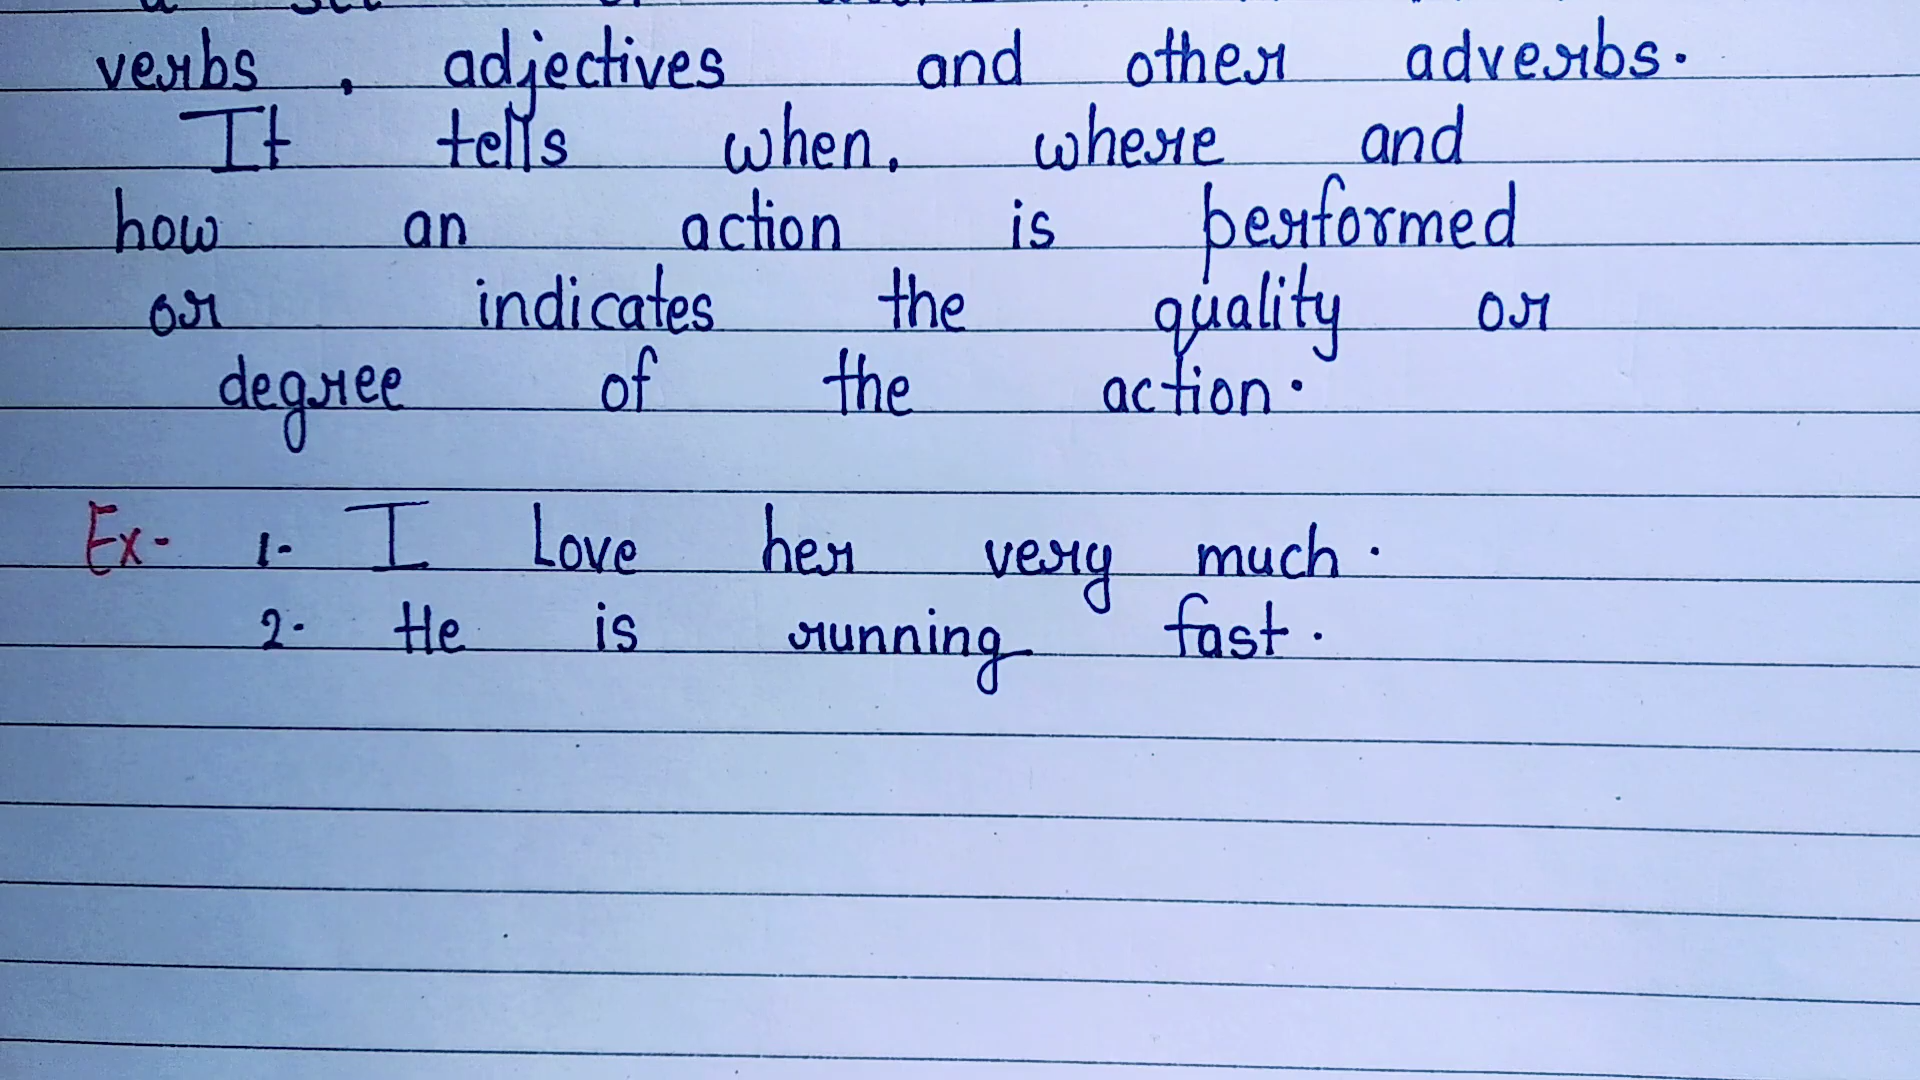 verbs , adjectives and other adverbs.
It tells when, where and
how an action is performed
or indicates the quality or
degree of the action.
Ex- 1- I Love her very much.
2- He is running fast.